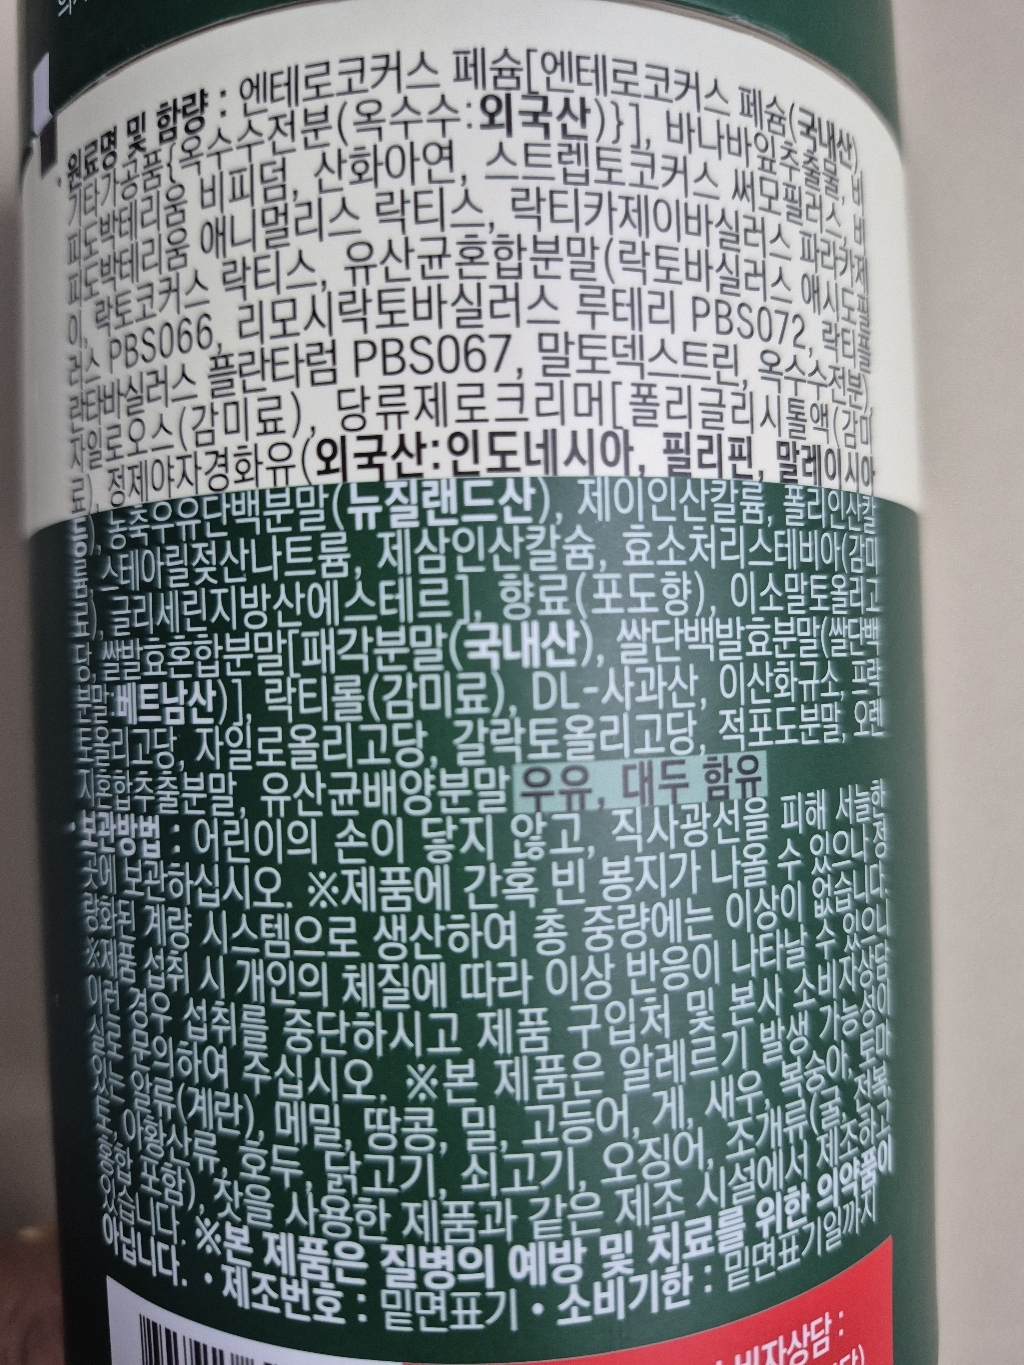 · 원료명 및 함량 : 엔테로코커스 페슘[엔테로코커스 페슘(국내산),
기타가공품{옥수수전분(옥수수:외국산)}], 바나바잎추출물, 비
피도박테리움 비피덤, 산화아연, 스트렙토코커스 써모필러스, 비
피도박테리움 애니멀리스 락티스, 락티카제이바실러스 파라카제
이, 락토코커스 락티스, 유산균혼합분말(락토바실러스 애시도필
러스 PBS066, 리모시락토바실러스 루테리 PBS072, 락티플
란티바실러스 플란타럼 PBS067, 말토덱스트린, 옥수수전분),
자일로오스(감미료), 당류제로크리머[폴리글리시톨액(감미
료), 정제야자경화유(외국산:인도네시아, 필리핀, 말레이시아
등), 농축우유단백분말(뉴질랜드산), 제이인산칼륨, 폴리인산칼
륨, 스테아릴젖산나트륨, 제삼인산칼슘, 효소처리스테비아(감미
료), 글리세린지방산에스테르], 향료(포도향), 이소말토올리고
당, 쌀발효혼합분말[패각분말(국내산), 쌀단백발효분말(쌀단백
분말:베트남산)], 락티톨(감미료), DL-사과산, 이산화규소, 프락
토올리고당, 자일로올리고당, 갈락토올리고당, 적포도분말, 오렌
지혼합추출분말, 유산균배양분말 우유, 대두 함유
· 보관방법 : 어린이의 손이 닿지 않고, 직사광선을 피해 서늘한
곳에 보관하십시오. ※제품에 간혹 빈 봉지가 나올 수 있으나 정
량화된 계량 시스템으로 생산하여 총 중량에는 이상이 없습니다.
※제품 섭취 시 개인의 체질에 따라 이상 반응이 나타날 수 있으니
이런 경우 섭취를 중단하시고 제품 구입처 및 본사 소비자상담
실로 문의하여 주십시오. ※본 제품은 알레르기 발생 가능성이
있는 알류(계란), 메밀, 땅콩, 밀, 고등어, 게, 새우, 복숭아, 토마
토, 아황산류, 호두, 닭고기, 쇠고기, 오징어, 조개류(굴, 전복,
홍합 포함), 잣을 사용한 제품과 같은 제조 시설에서 제조하고
있습니다. ※본 제품은 질병의 예방 및 치료를 위한 의약품이
아닙니다. · 제조번호 : 밑면표기 · 소비기한 : 밑면표기일까지
비자상담 :